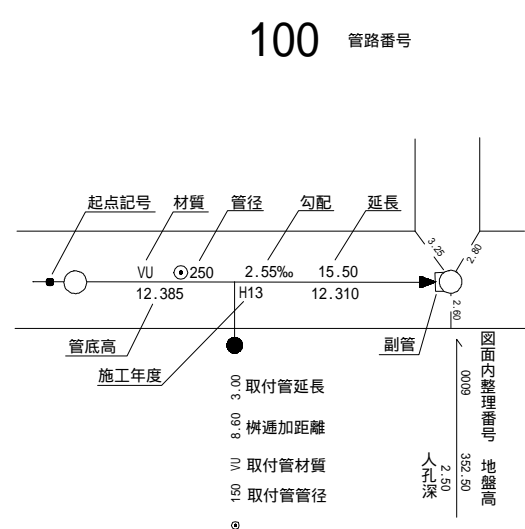 100 管路番号
起点記号 材質 管径 勾配 延長
VU 250 2.55‰ 15.50
12.385 H13 12.310
3.25
2.80
2.60
管底高
施工年度
副管
3.00 取付管延長
8.60 桝逓加距離
VU 取付管材質
150 取付管管径
図面内整理番号 地盤高
0009 352.50
2.50
人孔深